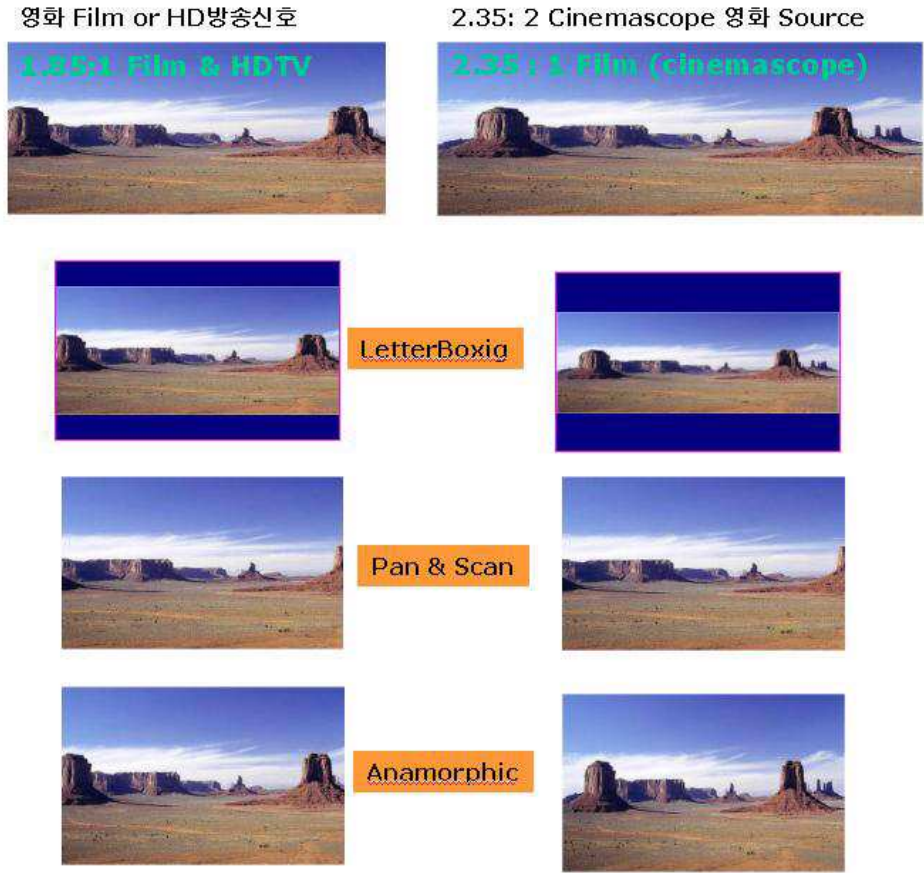 영화 Film or HD방송신호
2.35: 2 Cinemascope 영화 Source
1.85:1 Film & HDTV
2.35 : 1 Film (cinemascope)
LetterBoxig
Pan & Scan
Anamorphic